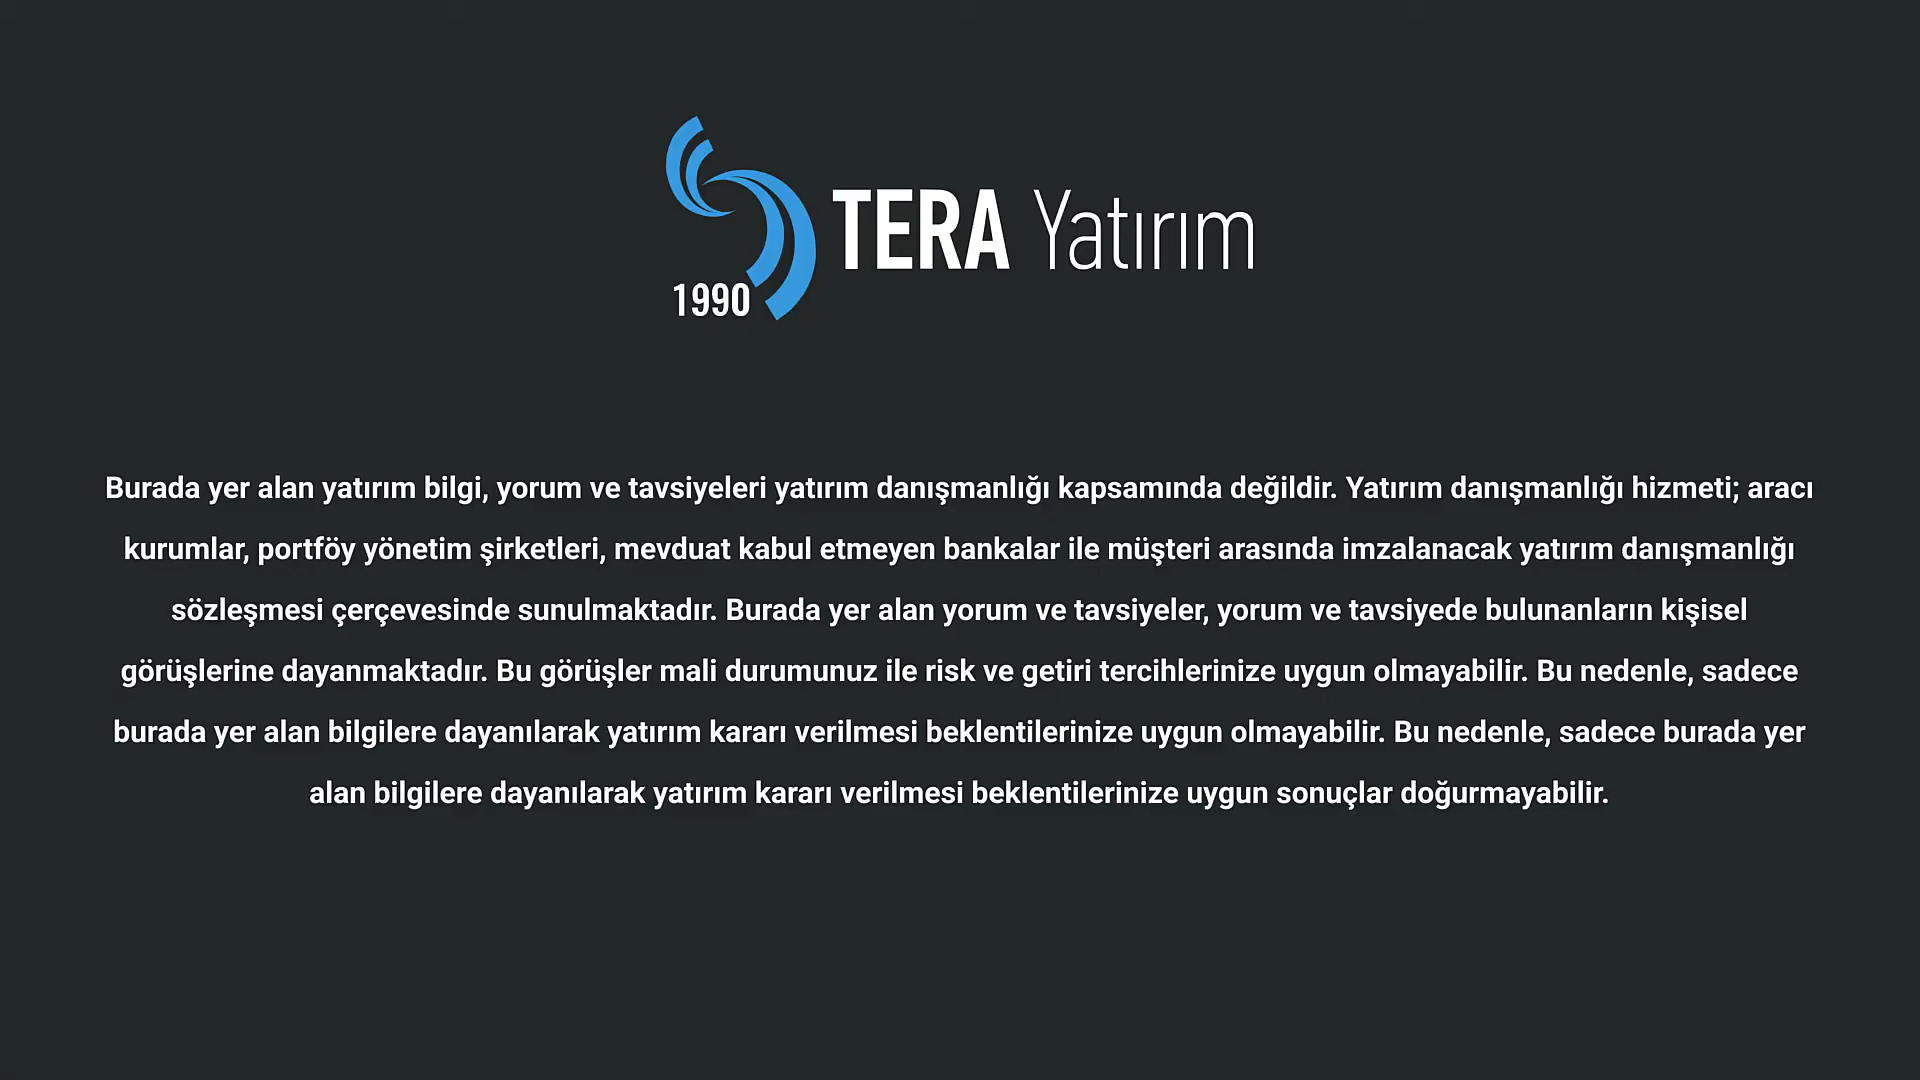 TERA Yatırım
1990
Burada yer alan yatırım bilgi, yorum ve tavsiyeleri yatırım danışmanlığı kapsamında değildir. Yatırım danışmanlığı hizmeti; aracı
kurumlar, portföy yönetim şirketleri, mevduat kabul etmeyen bankalar ile müşteri arasında imzalanacak yatırım danışmanlığı
sözleşmesi çerçevesinde sunulmaktadır. Burada yer alan yorum ve tavsiyeler, yorum ve tavsiyede bulunanların kişisel
görüşlerine dayanmaktadır. Bu görüşler mali durumunuz ile risk ve getiri tercihlerinize uygun olmayabilir. Bu nedenle, sadece
burada yer alan bilgilere dayanılarak yatırım kararı verilmesi beklentilerinize uygun olmayabilir. Bu nedenle, sadece burada yer
alan bilgilere dayanılarak yatırım kararı verilmesi beklentilerinize uygun sonuçlar doğurmayabilir.